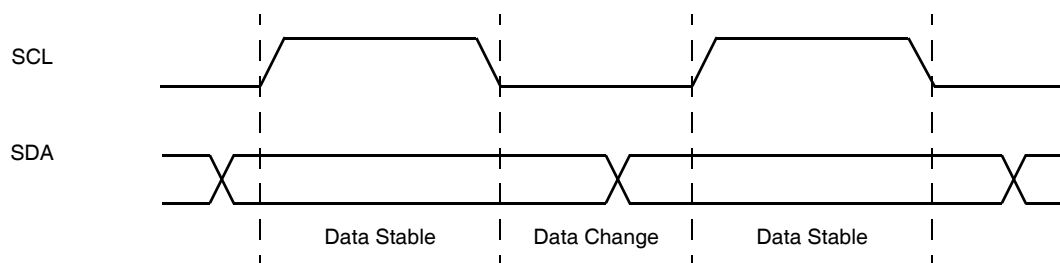 SCL
SDA
Data Stable
Data Change
Data Stable